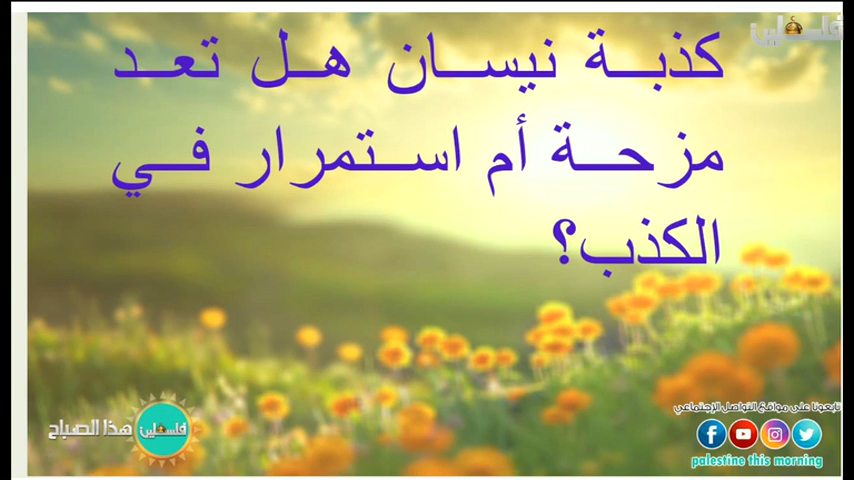 فلسطين
كذبة نيسان هل تعد
مزحة أم استمرار في
الكذب؟
تابعونا على مواقع التواصل الإجتماعي
فلسطين هذا الصباح
palestine this morning